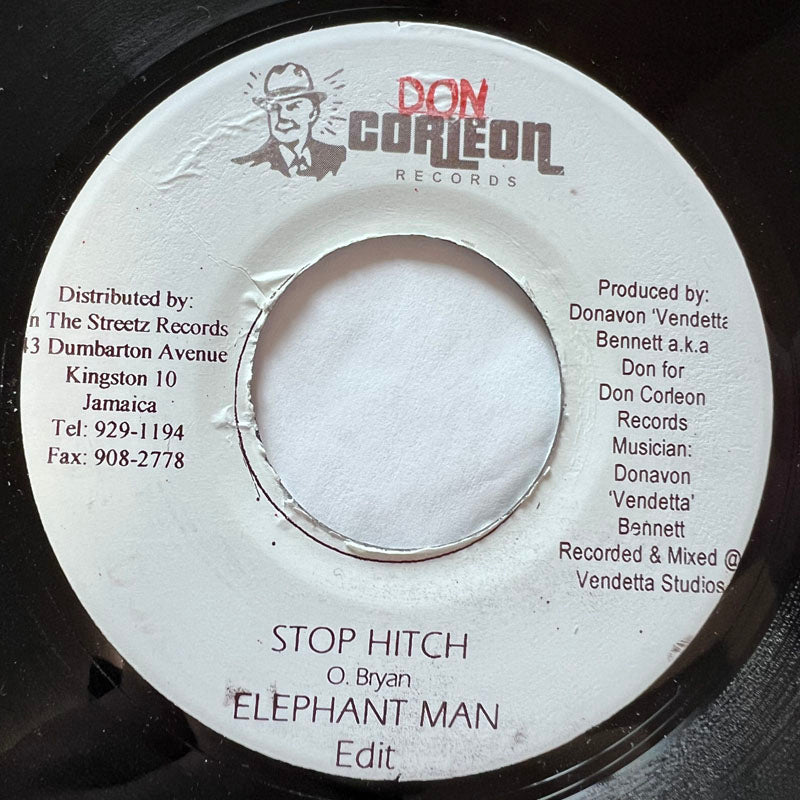 DON
CORLEON
RECORDS
Distributed by:
n The Streetz Records
43 Dumbarton Avenue
Kingston 10
Jamaica
Tel: 929-1194
Fax: 908-2778
Produced by:
Donavon 'Vendetta
Bennett a.k.a
Don for
Don Corleon
Records
Musician:
Donavon
'Vendetta'
Bennett
Recorded & Mixed @
Vendetta Studios
STOP HITCH
O. Bryan
ELEPHANT MAN
Edit